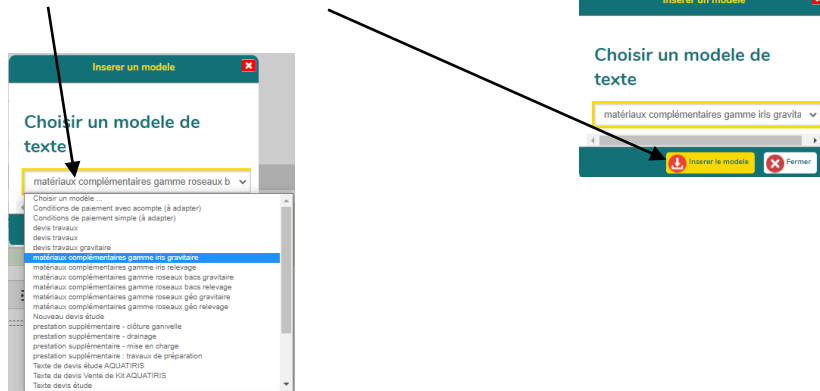 Inserer un modele
Choisir un modele de
texte
matériaux complémentaires gamme roseaux b
Choisir un modèle ...
Conditions de paiement avec acompte (à adapter)
Conditions de paiement simple (à adapter)
devis travaux
devis travaux
devis travaux gravitaire
matériaux complémentaires gamme iris gravitaire
matériaux complémentaires gamme iris relevage
matériaux complémentaires gamme roseaux bacs gravitaire
matériaux complémentaires gamme roseaux bacs relevage
matériaux complémentaires gamme roseaux géo gravitaire
matériaux complémentaires gamme roseaux géo relevage
Nouveau devis étude
prestation supplémentaire - clôture ganivelle
prestation supplémentaire - drainage
prestation supplémentaire - mise en charge
prestation supplémentaire : travaux de préparation
Texte de devis étude AQUATIRIS
Texte de devis Vente de Kit AQUATIRIS
Texte devis étude
Inserer un modele
Choisir un modele de
texte
matériaux complémentaires gamme iris gravita
Inserer le modele
Fermer